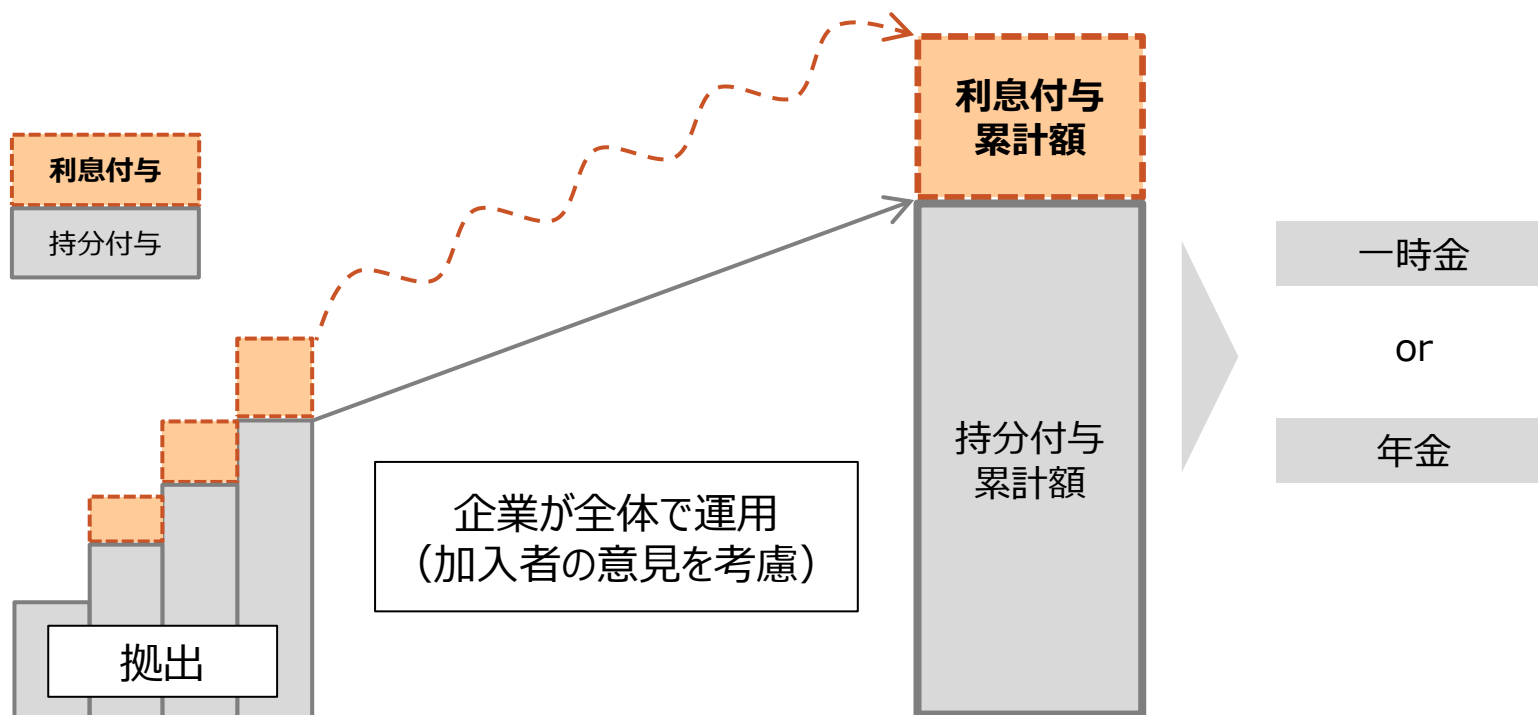 利息付与
持分付与
拠出
企業が全体で運用
（加入者の意見を考慮）
利息付与
累計額
持分付与
累計額
一時金
or
年金